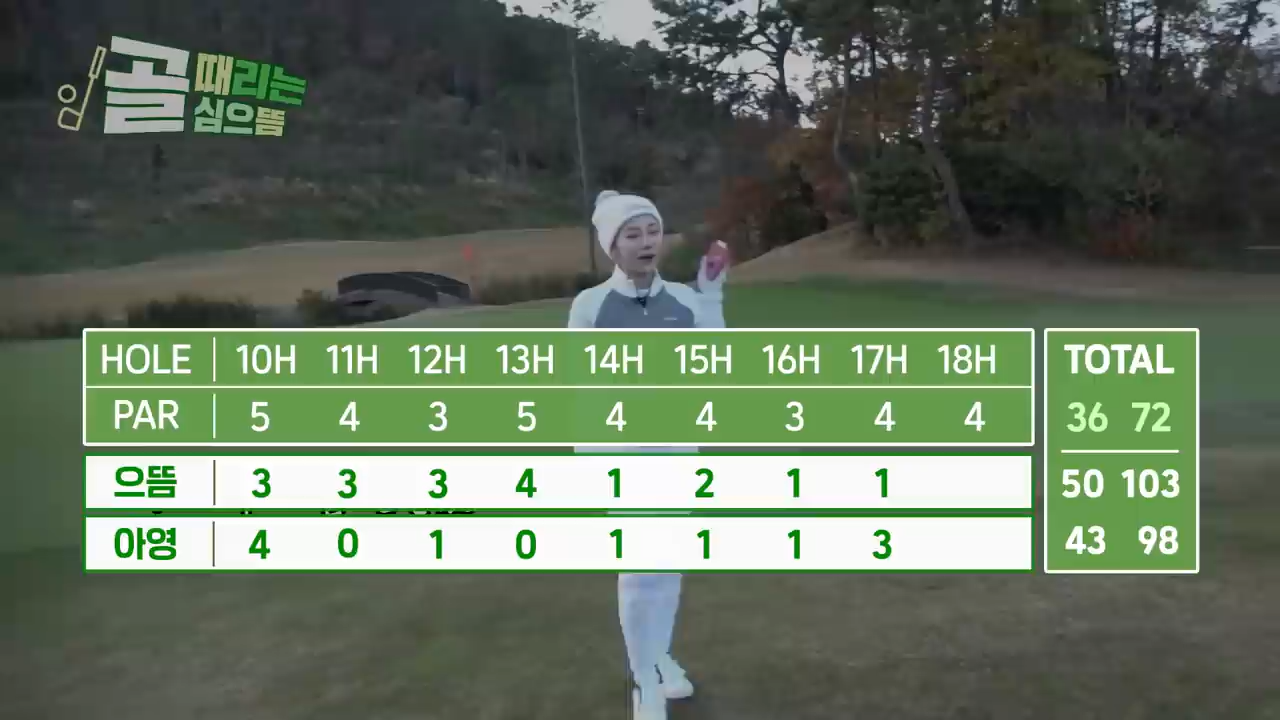 골때리는
심으뜸
HOLE 10H 11H 12H 13H 14H 15H 16H 17H 18H TOTAL
PAR 5 4 3 5 4 4 3 4 4 36 72
으뜸 3 3 3 4 1 2 1 1 50 103
아영 4 0 1 0 1 1 1 3 43 98